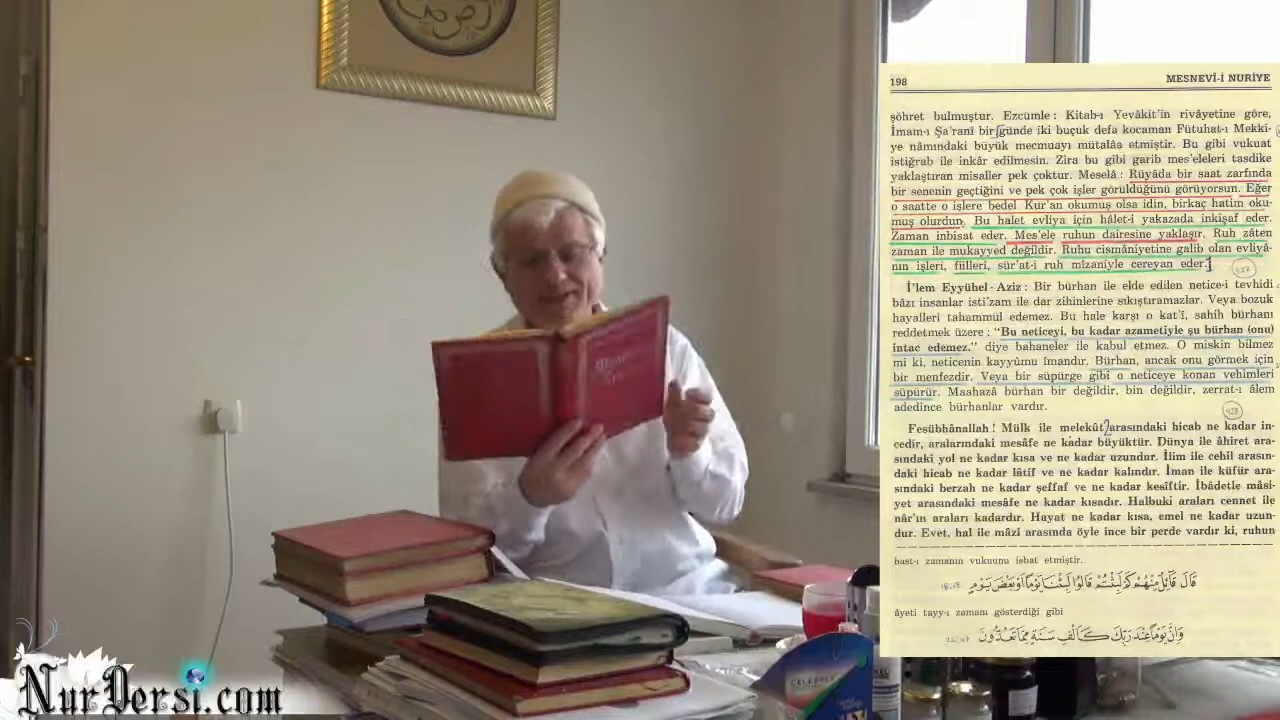 198
MESNEVÎ-İ NURİYE
şöhret bulmuştur. Ezcümle : Kitab-ı Yevâkit'in rivâyetine göre,
İmam-ı Şa'ranî bir günde iki buçuk defa kocaman Fütuhat-ı Mekki-
ye nâmındaki büyük mecmuayı mütalâa etmiştir. Bu gibi vukuat
istiğrab ile inkâr edilmesin. Zira bu gibi garib mes'eleleri tasdike
yaklaştıran misaller pek çoktur. Meselâ : Rüyâda bir saat zarfında
bir senenin geçtiğini ve pek çok işler görüldüğünü görüyorsun. Eğer
o saatte o işlere bedel Kur'an okumuş olsa idin, birkaç hatim oku-
muş olurdun. Bu halet evliya için hâlet-i yakazada inkişaf eder.
Zaman inbisat eder. Mes'ele ruhun dairesine yaklaşır. Ruh zâten
zaman ile mukayyed değildir. Ruhu cismâniyetine galib olan evliyâ-
nın işleri, fiilleri, sür'at-i ruh mîzaniyle cereyan eder.
İ'lem Eyyühel-Aziz : Bir bürhan ile elde edilen netice-i tevhidi
bâzı insanlar isti'zam ile dar zihinlerine sıkıştıramazlar. Veya bozuk
hayalleri tahammül edemez. Bu hale karşı o kat'î, sahih bürhanı
reddetmek üzere : "Bu neticeyi, bu kadar azametiyle şu bürhan (onu)
intac edemez." diye bahaneler ile kabul etmez. O miskin bilmez
mi ki, neticenin kayyûmu îmandır. Bürhan, ancak onu görmek için
bir menfezdir. Veya bir süpürge gibi o neticeye konan vehimleri
süpürür. Maahazâ bürhan bir değildir, bin değildir, zerrat-ı âlem
adedince bürhanlar vardır.
Fesübhânallah ! Mülk ile melekût arasındaki hicab ne kadar in-
cedir, aralarındaki mesâfe ne kadar büyüktür. Dünya ile âhiret ara-
sındaki yol ne kadar kısa ve ne kadar uzundur. İlim ile cehil arasın-
daki hicab ne kadar lâtif ve ne kadar kalındır. İman ile küfür ara-
sındaki berzah ne kadar şeffaf ve ne kadar kesîftir. İbâdetle mâsi-
yet arasındaki mesâfe ne kadar kısadır. Halbuki araları cennet ile
nâr'ın araları kadardır. Hayat ne kadar kısa, emel ne kadar uzun-
dur. Evet, hal ile mâzi arasında öyle ince bir perde vardır ki, ruhun
bast-ı zamanın vukuunu isbat etmiştir.
قَالَ قَٓائِلٌ مِنْهُمْ كَمْ لَبِثْتُمْ قَالُوا لَبِثْنَا يَوْمًا اَوْ بَعْضَ يَوْمٍ
âyeti tayy-ı zamanı gösterdiği gibi
وَاِنَّ يَوْمًا عِنْدَ رَبِّكَ كَاَلْفِ سَنَةٍ مِمَّا تَعُدُّونَ
NurDersi.com